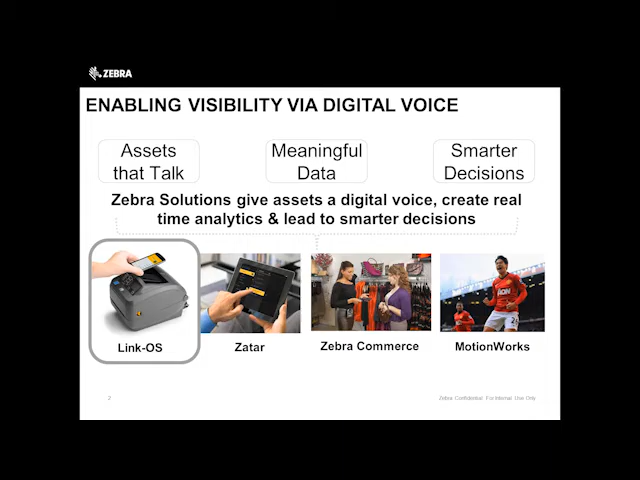 ZEBRA
ENABLING VISIBILITY VIA DIGITAL VOICE
Assets
that Talk
Meaningful
Data
Smarter
Decisions
Zebra Solutions give assets a digital voice, create real
time analytics & lead to smarter decisions
AON
Link-OS
Zatar
Zebra Commerce
MotionWorks
2
Zebra Confidential: For Internal Use Only